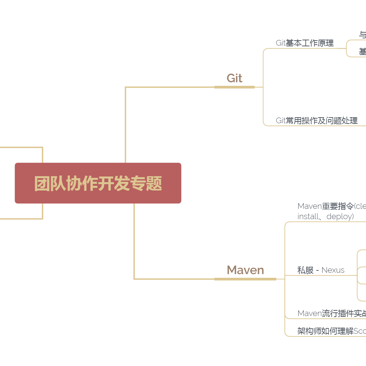 与
Git基本工作原理
基
Git
Git常用操作及问题处理
团队协作开发专题
Maven重要指令(cle
install、deploy)
Maven
私服 - Nexus
Maven流行插件实战
架构师如何理解Sco